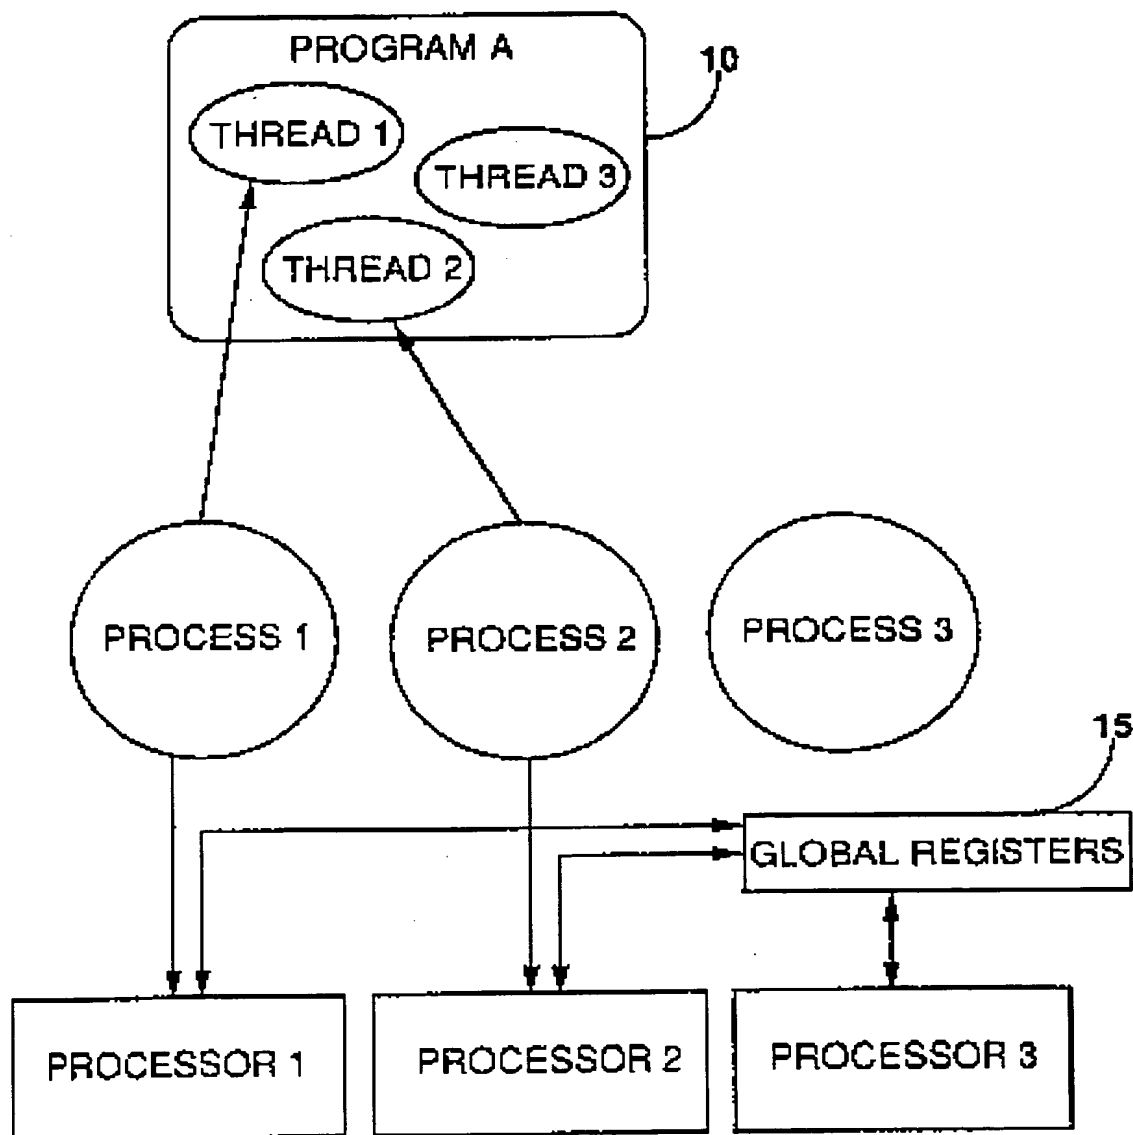 PROGRAM A
10
THREAD 1
THREAD 3
THREAD 2
PROCESS 1
PROCESS 2
PROCESS 3
15
GLOBAL REGISTERS
PROCESSOR 1
PROCESSOR 2
PROCESSOR 3